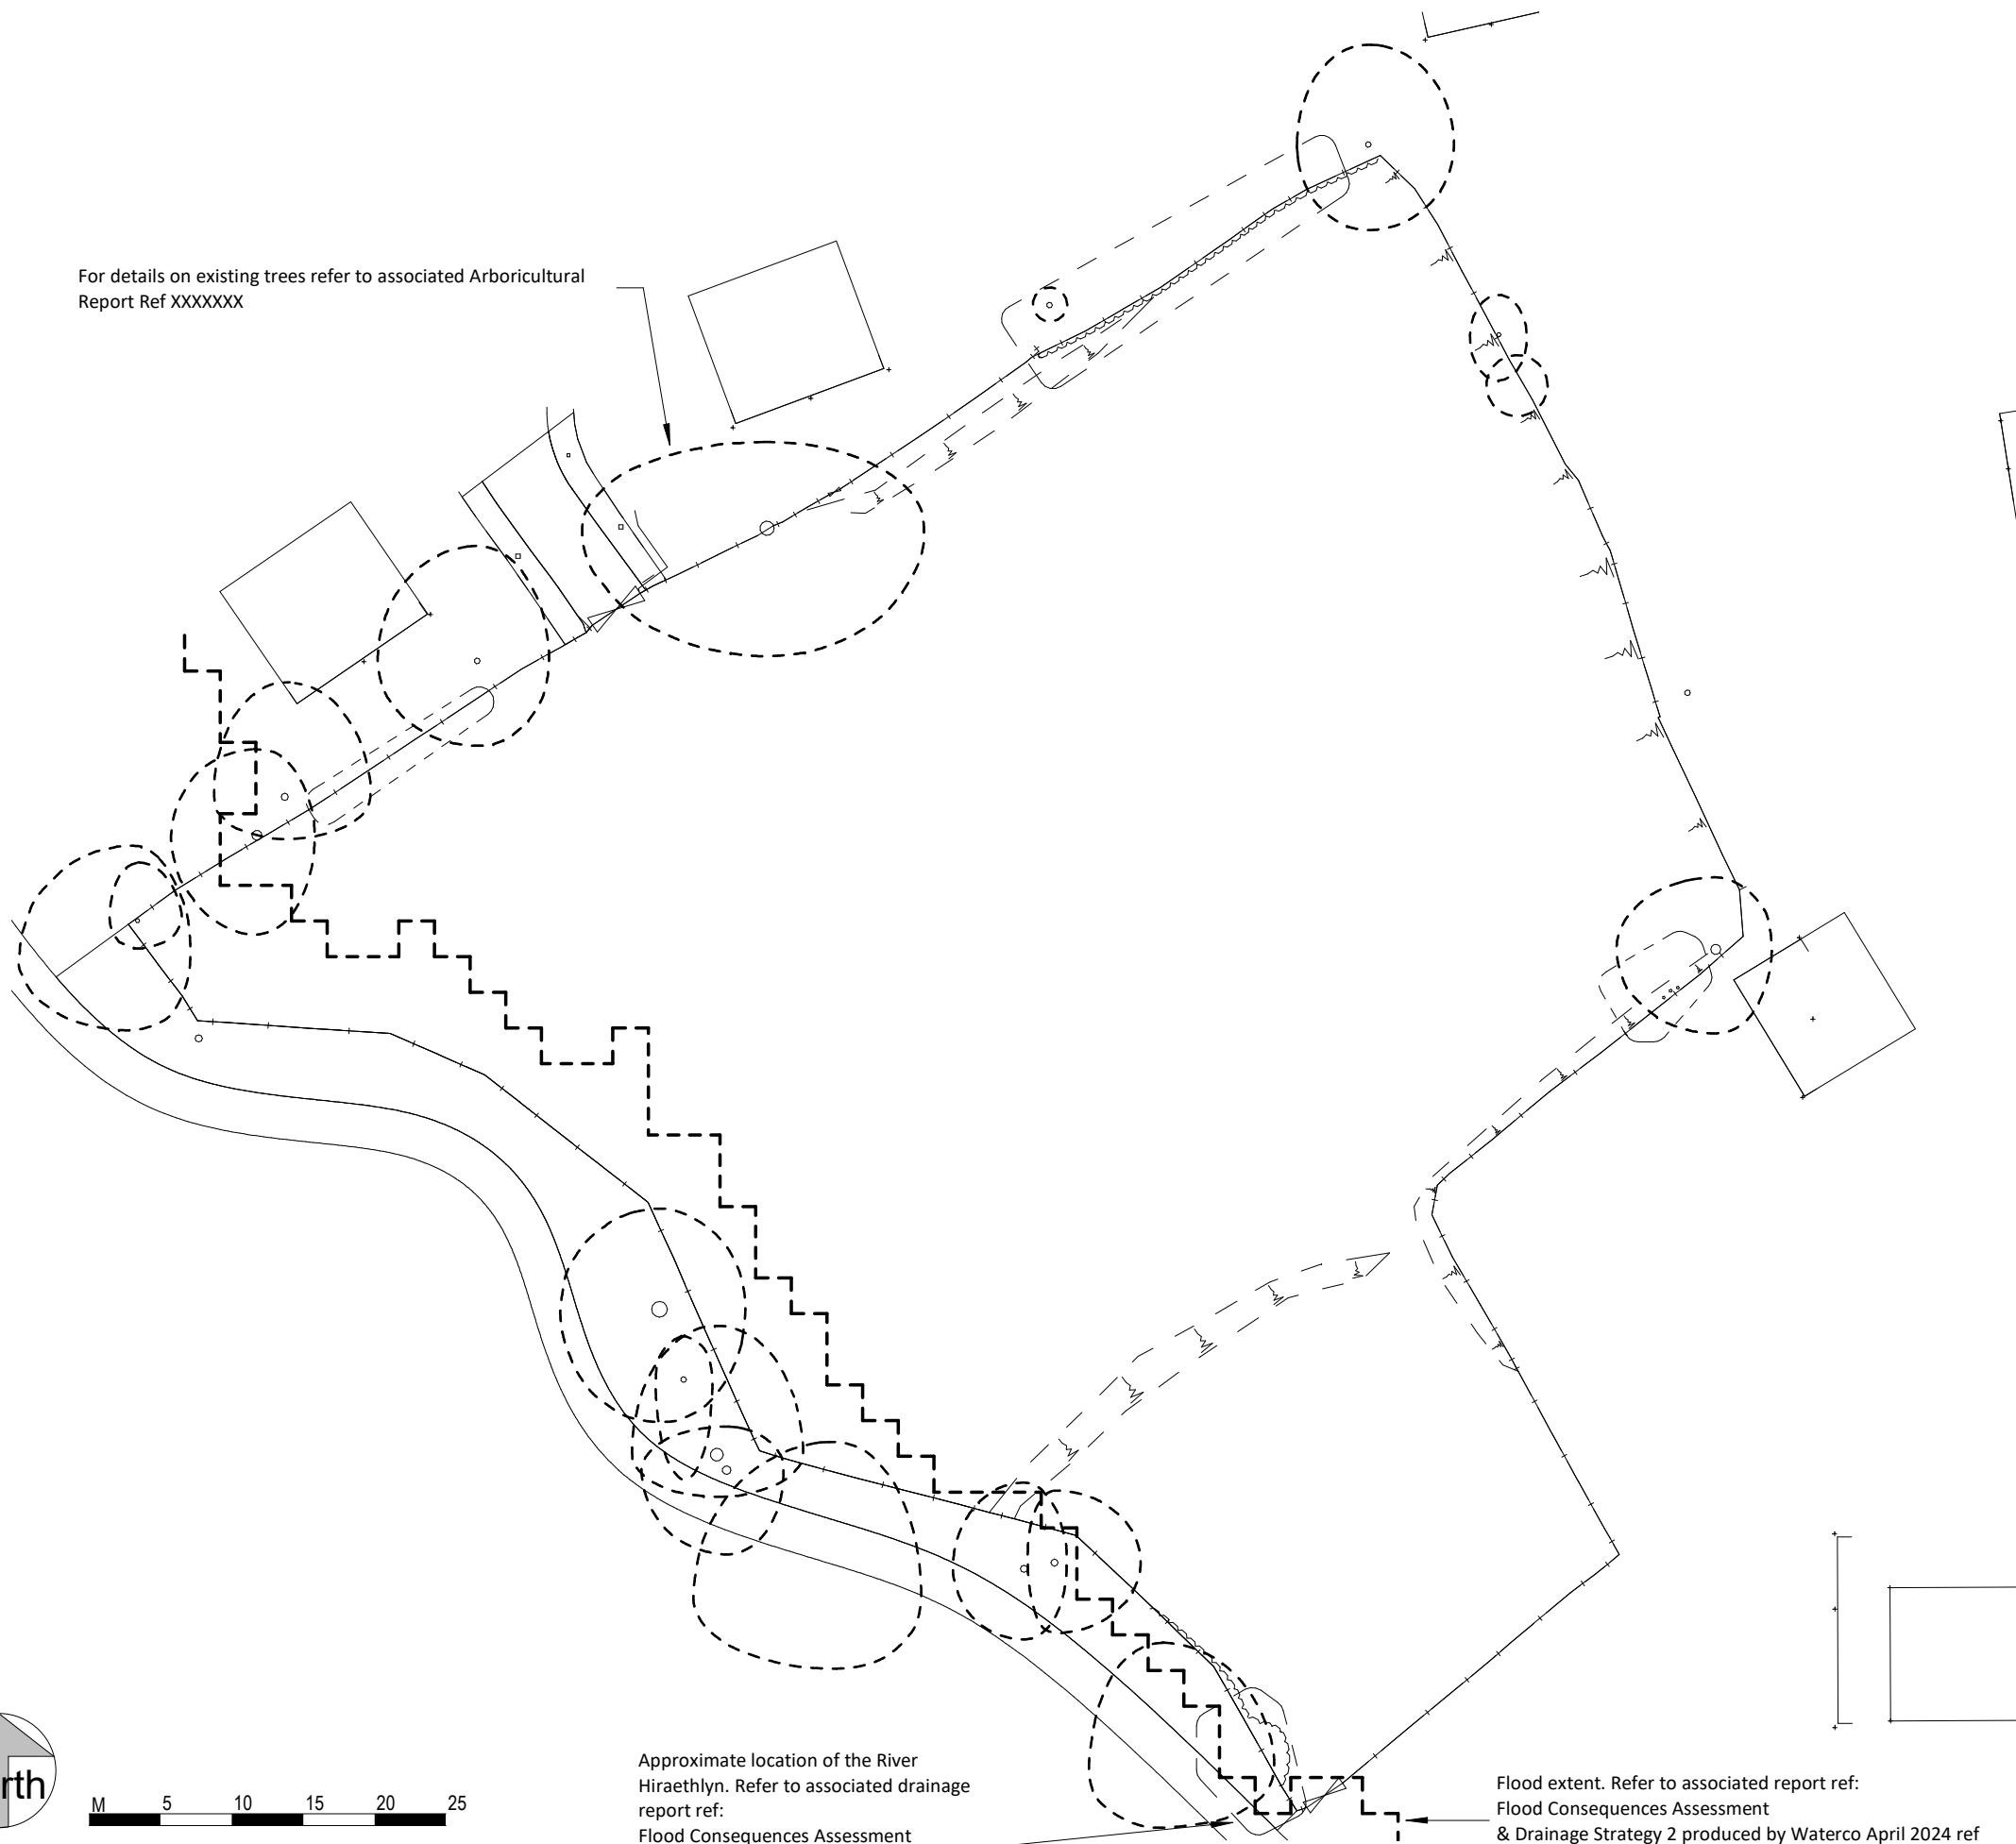 For details on existing trees refer to associated Arboricultural
Report Ref XXXXXXX
rth
M 5 10 15 20 25
Approximate location of the River
Hiraethlyn. Refer to associated drainage
report ref:
Flood Consequences Assessment
Flood extent. Refer to associated report ref:
Flood Consequences Assessment
& Drainage Strategy 2 produced by Waterco April 2024 ref